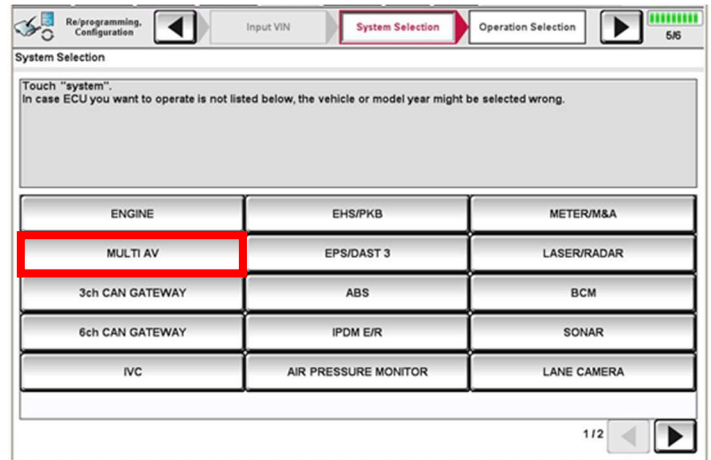 Re/programming,
Configuration
Input VIN
System Selection
Operation Selection
5/6
System Selection
Touch "system".
In case ECU you want to operate is not listed below, the vehicle or model year might be selected wrong.
ENGINE
EHS/PKB
METER/M&A
MULTI AV
EPS/DAST 3
LASER/RADAR
3ch CAN GATEWAY
ABS
BCM
6ch CAN GATEWAY
IPDM E/R
SONAR
IVC
AIR PRESSURE MONITOR
LANE CAMERA
1/2